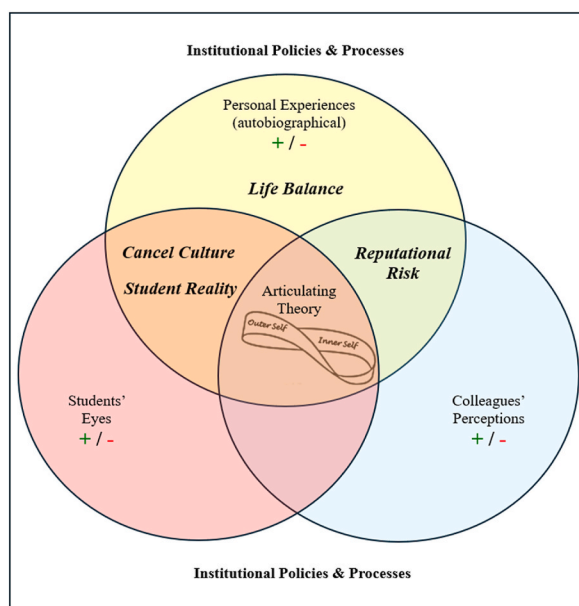 Institutional Policies & Processes
Personal Experiences
(autobiographical)
+ / -
Life Balance
Cancel Culture
Student Reality
Reputational
Risk
Articulating
Theory
Outer Self
Inner Self
Students’
Eyes
+ / -
Colleagues’
Perceptions
+ / -
Institutional Policies & Processes